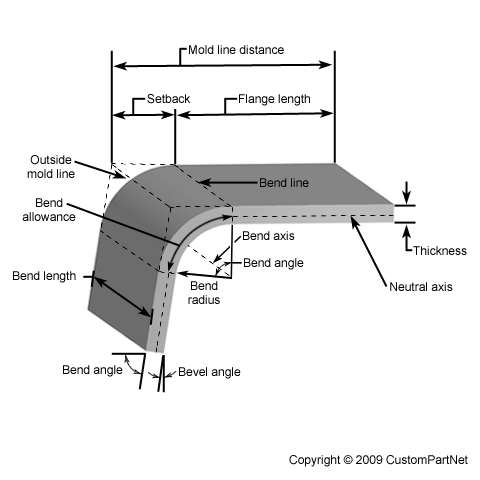 Mold line distance
Setback
Flange length
Outside
mold line
Bend line
Bend
allowance
Bend axis
Thickness
Bend angle
Bend length
Bend
radius
Neutral axis
Bend angle
Bevel angle
Copyright © 2009 CustomPartNet